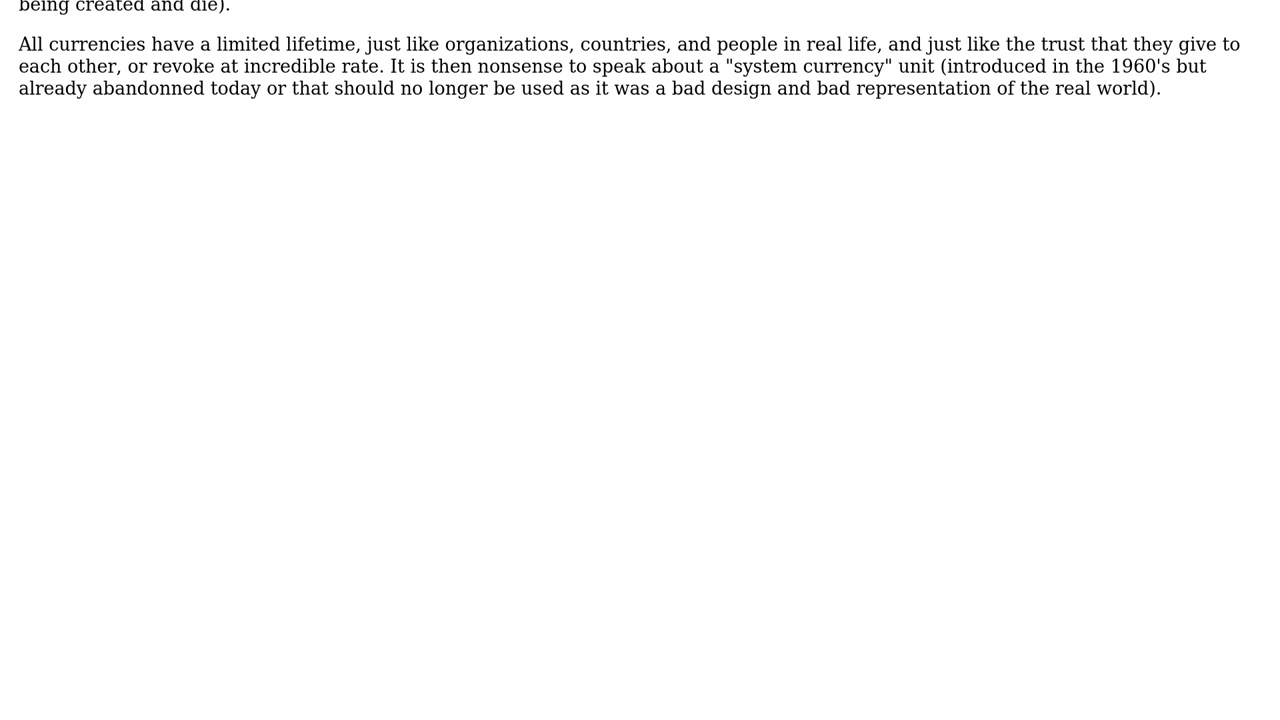 being created and die).
All currencies have a limited lifetime, just like organizations, countries, and people in real life, and just like the trust that they give to
each other, or revoke at incredible rate. It is then nonsense to speak about a "system currency" unit (introduced in the 1960's but
already abandonned today or that should no longer be used as it was a bad design and bad representation of the real world).